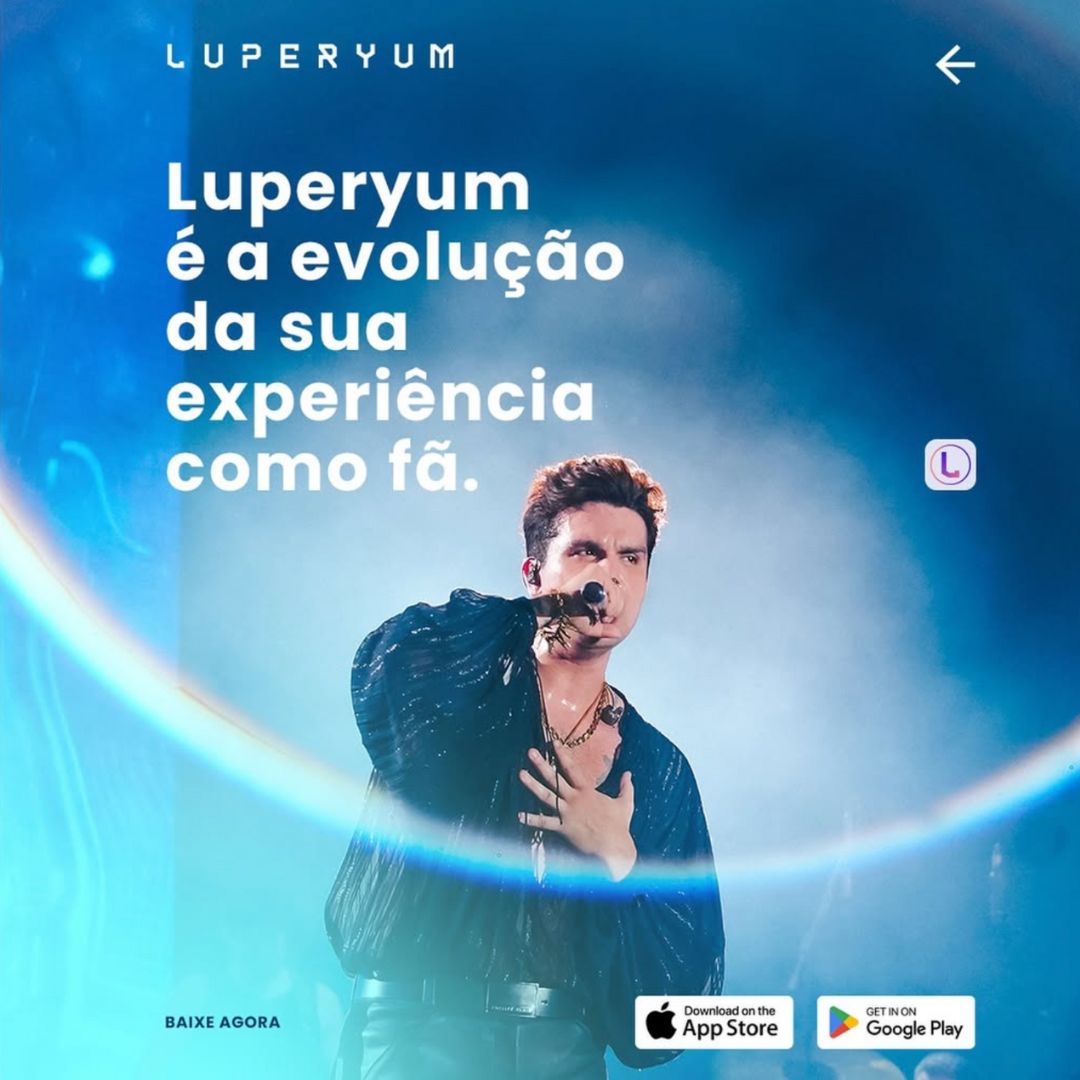 LUPERYUM
Luperyum
é a evolução
da sua
experiência
como fã.
L
BAIXE AGORA
Download on the
App Store
GET IN ON
Google Play